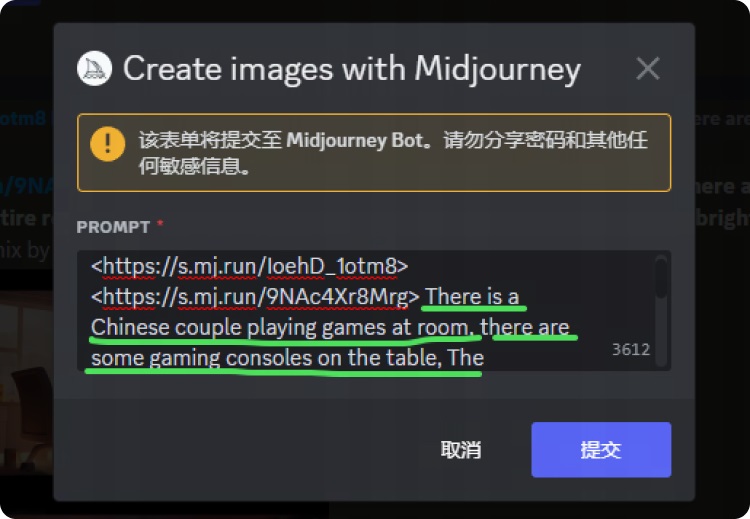 Create images with Midjourney
该表单将提交至 Midjourney Bot。请勿分享密码和其他任
何敏感信息。
PROMPT *
<https://s.mj.run/IoehD_1otm8>
<https://s.mj.run/9NAc4Xr8Mrg> There is a
Chinese couple playing games at room, there are
some gaming consoles on the table, The
3612
取消
提交
otm8
ere are
/9NA
here a
tire r
bright
nix by